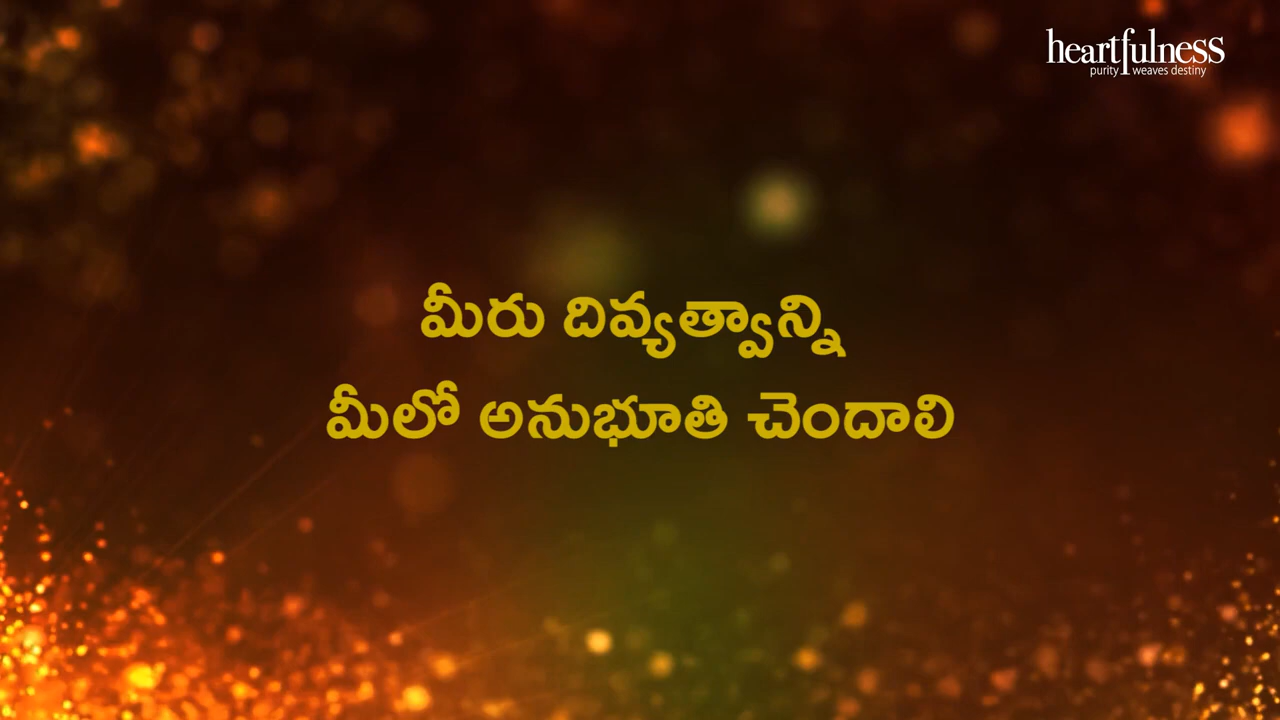 heartfulness
purity weaves destiny
మీరు దివ్యత్వాన్ని
మీలో అనుభూతి చెందాలి